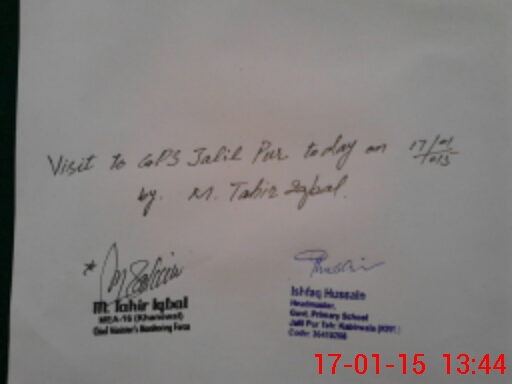 Visit to GPS Jalil Pur today on 17/01/2015
by. M. Tahir Iqbal.
M. Tahir Iqbal
MEA-16 (Khanewal)
Chief Minister's Monitoring Force
Ishfaq Hussain
Headmaster,
Govt. Primary School
Jalil Pur Teh: Kabirwala (KWL)
17-01-15 13:44